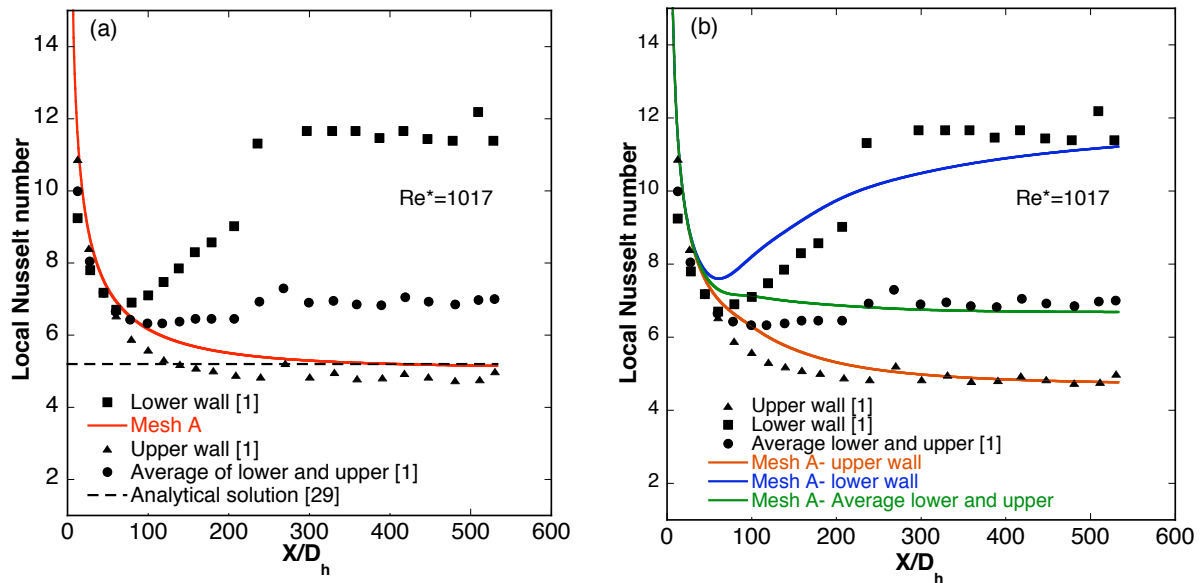 (a)
14
12
10
8
6
4
2
Local Nusselt number
Re*=1017
Lower wall [1]
Mesh A
Upper wall [1]
Average of lower and upper [1]
Analytical solution [29]
0 100 200 300 400 500 600
X/Dh
(b)
14
12
10
8
6
4
2
Local Nusselt number
Re*=1017
Upper wall [1]
Lower wall [1]
Average lower and upper [1]
Mesh A- upper wall
Mesh A- lower wall
Mesh A- Average lower and upper
0 100 200 300 400 500 600
X/Dh